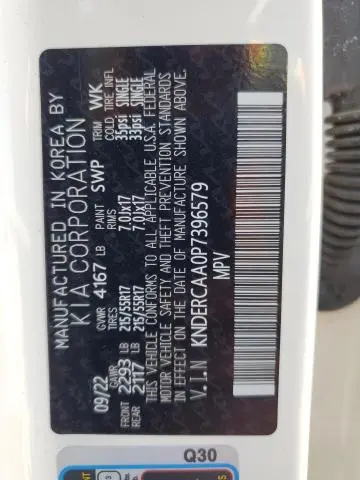 MANUFACTURED IN KOREA BY
KIA CORPORATION
09/22 GVWR 4167 LB PAINT SWP TRIM WK
GAWR TIRES RIMS COLD TIRE INFL
FRONT 2293 LB 215/55R17 7.0Jx17 35psi SINGLE
REAR 2117 LB 215/55R17 7.0Jx17 33psi SINGLE
THIS VEHICLE CONFORMS TO ALL APPLICABLE U.S.A. FEDERAL
MOTOR VEHICLE SAFETY AND THEFT PREVENTION STANDARDS
IN EFFECT ON THE DATE OF MANUFACTURE SHOWN ABOVE.
V.I.N KNDERCAA0P7396579
MPV
Q30